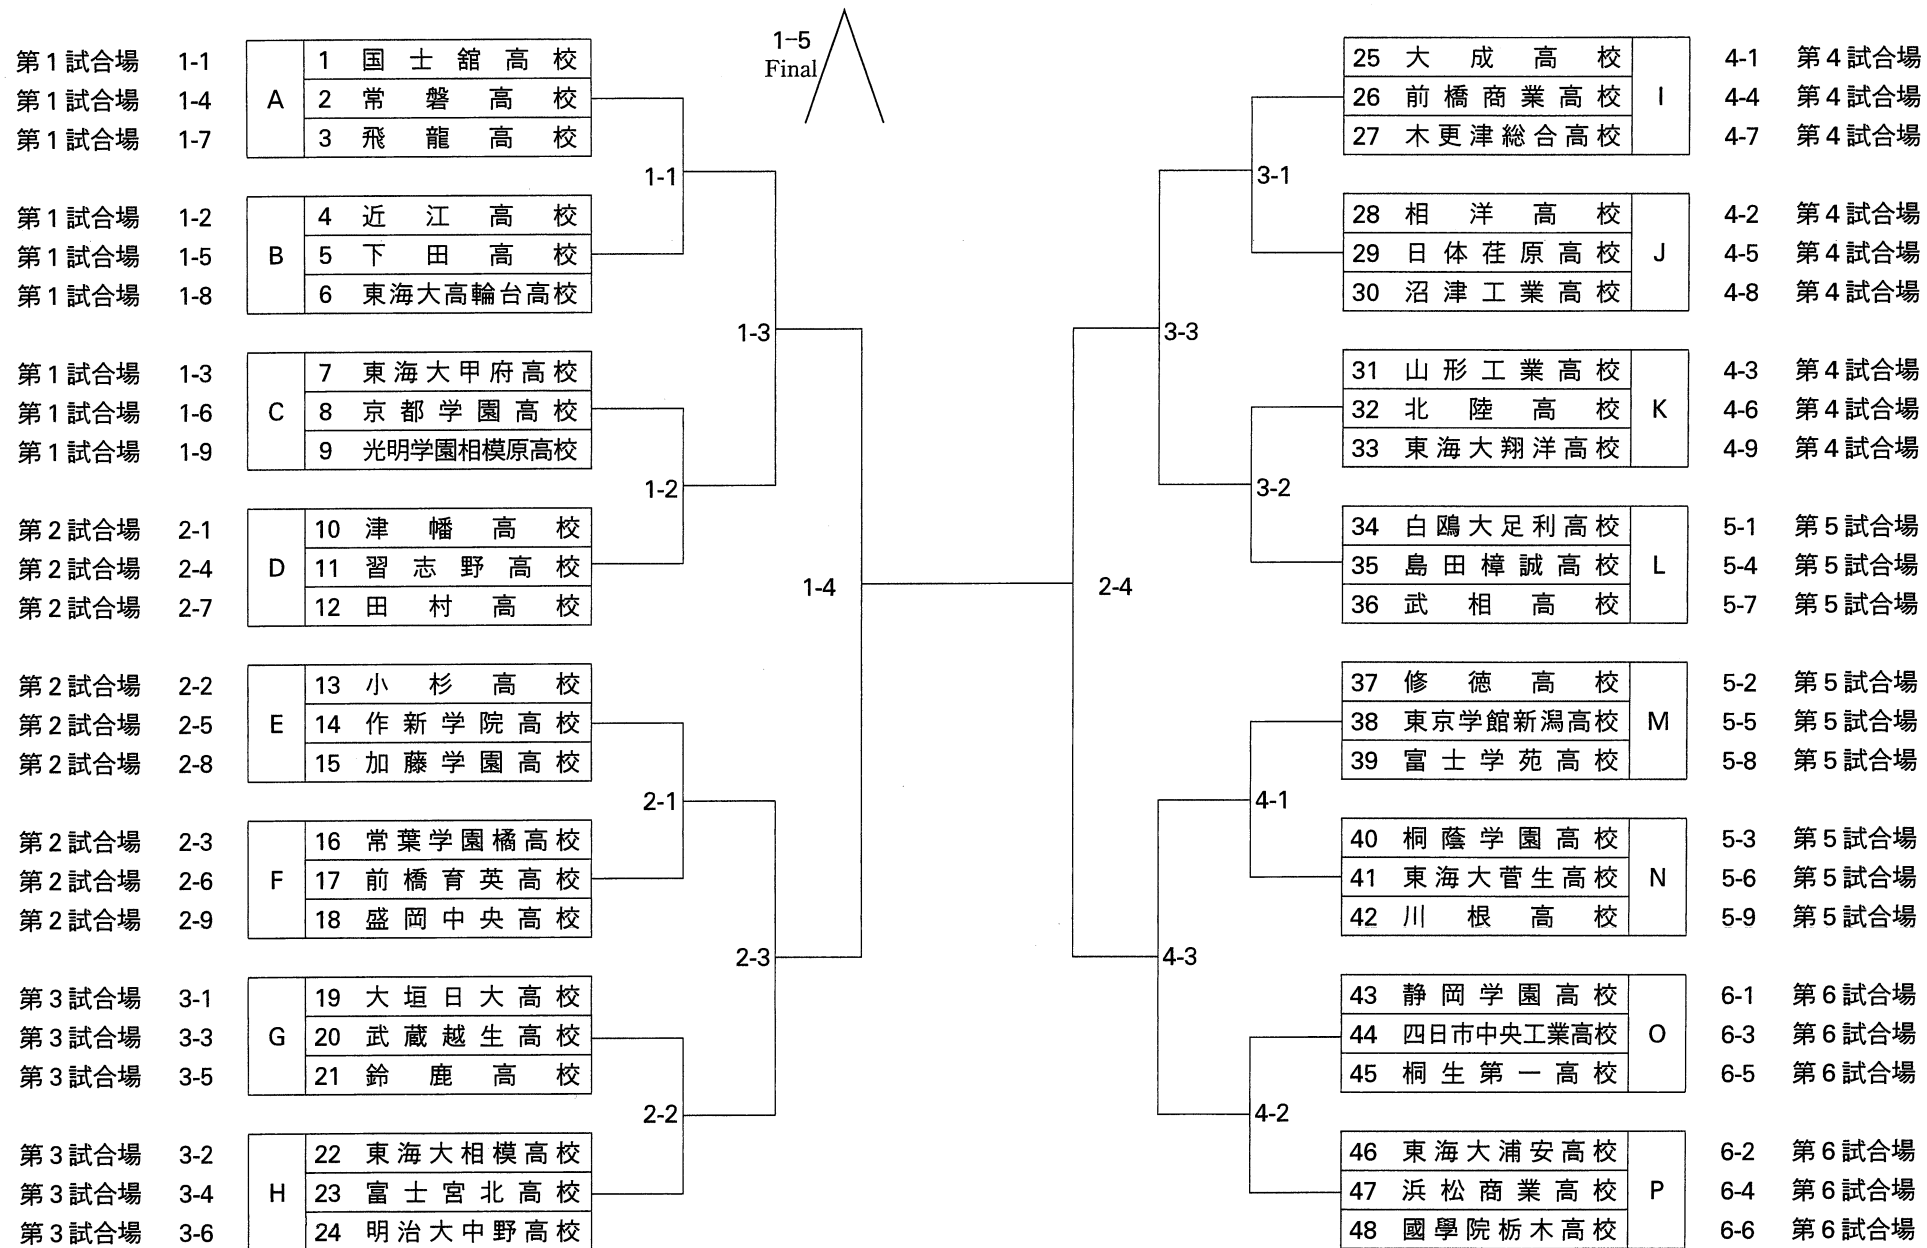 1-5
Final
第1試合場 1-1 A 1 国士舘高校
第1試合場 1-4 2 常磐高校
第1試合場 1-7 3 飛龍高校
1-1
第1試合場 1-2 B 4 近江高校
第1試合場 1-5 5 下田高校
第1試合場 1-8 6 東海大高輪台高校
1-3
第1試合場 1-3 C 7 東海大甲府高校
第1試合場 1-6 8 京都学園高校
第1試合場 1-9 9 光明学園相模原高校
1-2
第2試合場 2-1 D 10 津幡高校
第2試合場 2-4 11 習志野高校
第2試合場 2-7 12 田村高校
1-4
第2試合場 2-2 E 13 小杉高校
第2試合場 2-5 14 作新学院高校
第2試合場 2-8 15 加藤学園高校
2-1
第2試合場 2-3 F 16 常葉学園橘高校
第2試合場 2-6 17 前橋育英高校
第2試合場 2-9 18 盛岡中央高校
2-3
第3試合場 3-1 G 19 大垣日大高校
第3試合場 3-3 20 武蔵越生高校
第3試合場 3-5 21 鈴鹿高校
2-2
第3試合場 3-2 H 22 東海大相模高校
第3試合場 3-4 23 富士宮北高校
第3試合場 3-6 24 明治大中野高校
25 大成高校 I 4-1 第4試合場
26 前橋商業高校 4-4 第4試合場
27 木更津総合高校 4-7 第4試合場
3-1
28 相洋高校 J 4-2 第4試合場
29 日体荏原高校 4-5 第4試合場
30 沼津工業高校 4-8 第4試合場
3-3
31 山形工業高校 K 4-3 第4試合場
32 北陸高校 4-6 第4試合場
33 東海大翔洋高校 4-9 第4試合場
3-2
34 白鴎大足利高校 L 5-1 第5試合場
35 島田樟誠高校 5-4 第5試合場
36 武相高校 5-7 第5試合場
2-4
37 修徳高校 M 5-2 第5試合場
38 東京学館新潟高校 5-5 第5試合場
39 富士学苑高校 5-8 第5試合場
4-1
40 桐蔭学園高校 N 5-3 第5試合場
41 東海大菅生高校 5-6 第5試合場
42 川根高校 5-9 第5試合場
4-3
43 静岡学園高校 O 6-1 第6試合場
44 四日市中央工業高校 6-3 第6試合場
45 桐生第一高校 6-5 第6試合場
4-2
46 東海大浦安高校 P 6-2 第6試合場
47 浜松商業高校 6-4 第6試合場
48 國學院栃木高校 6-6 第6試合場